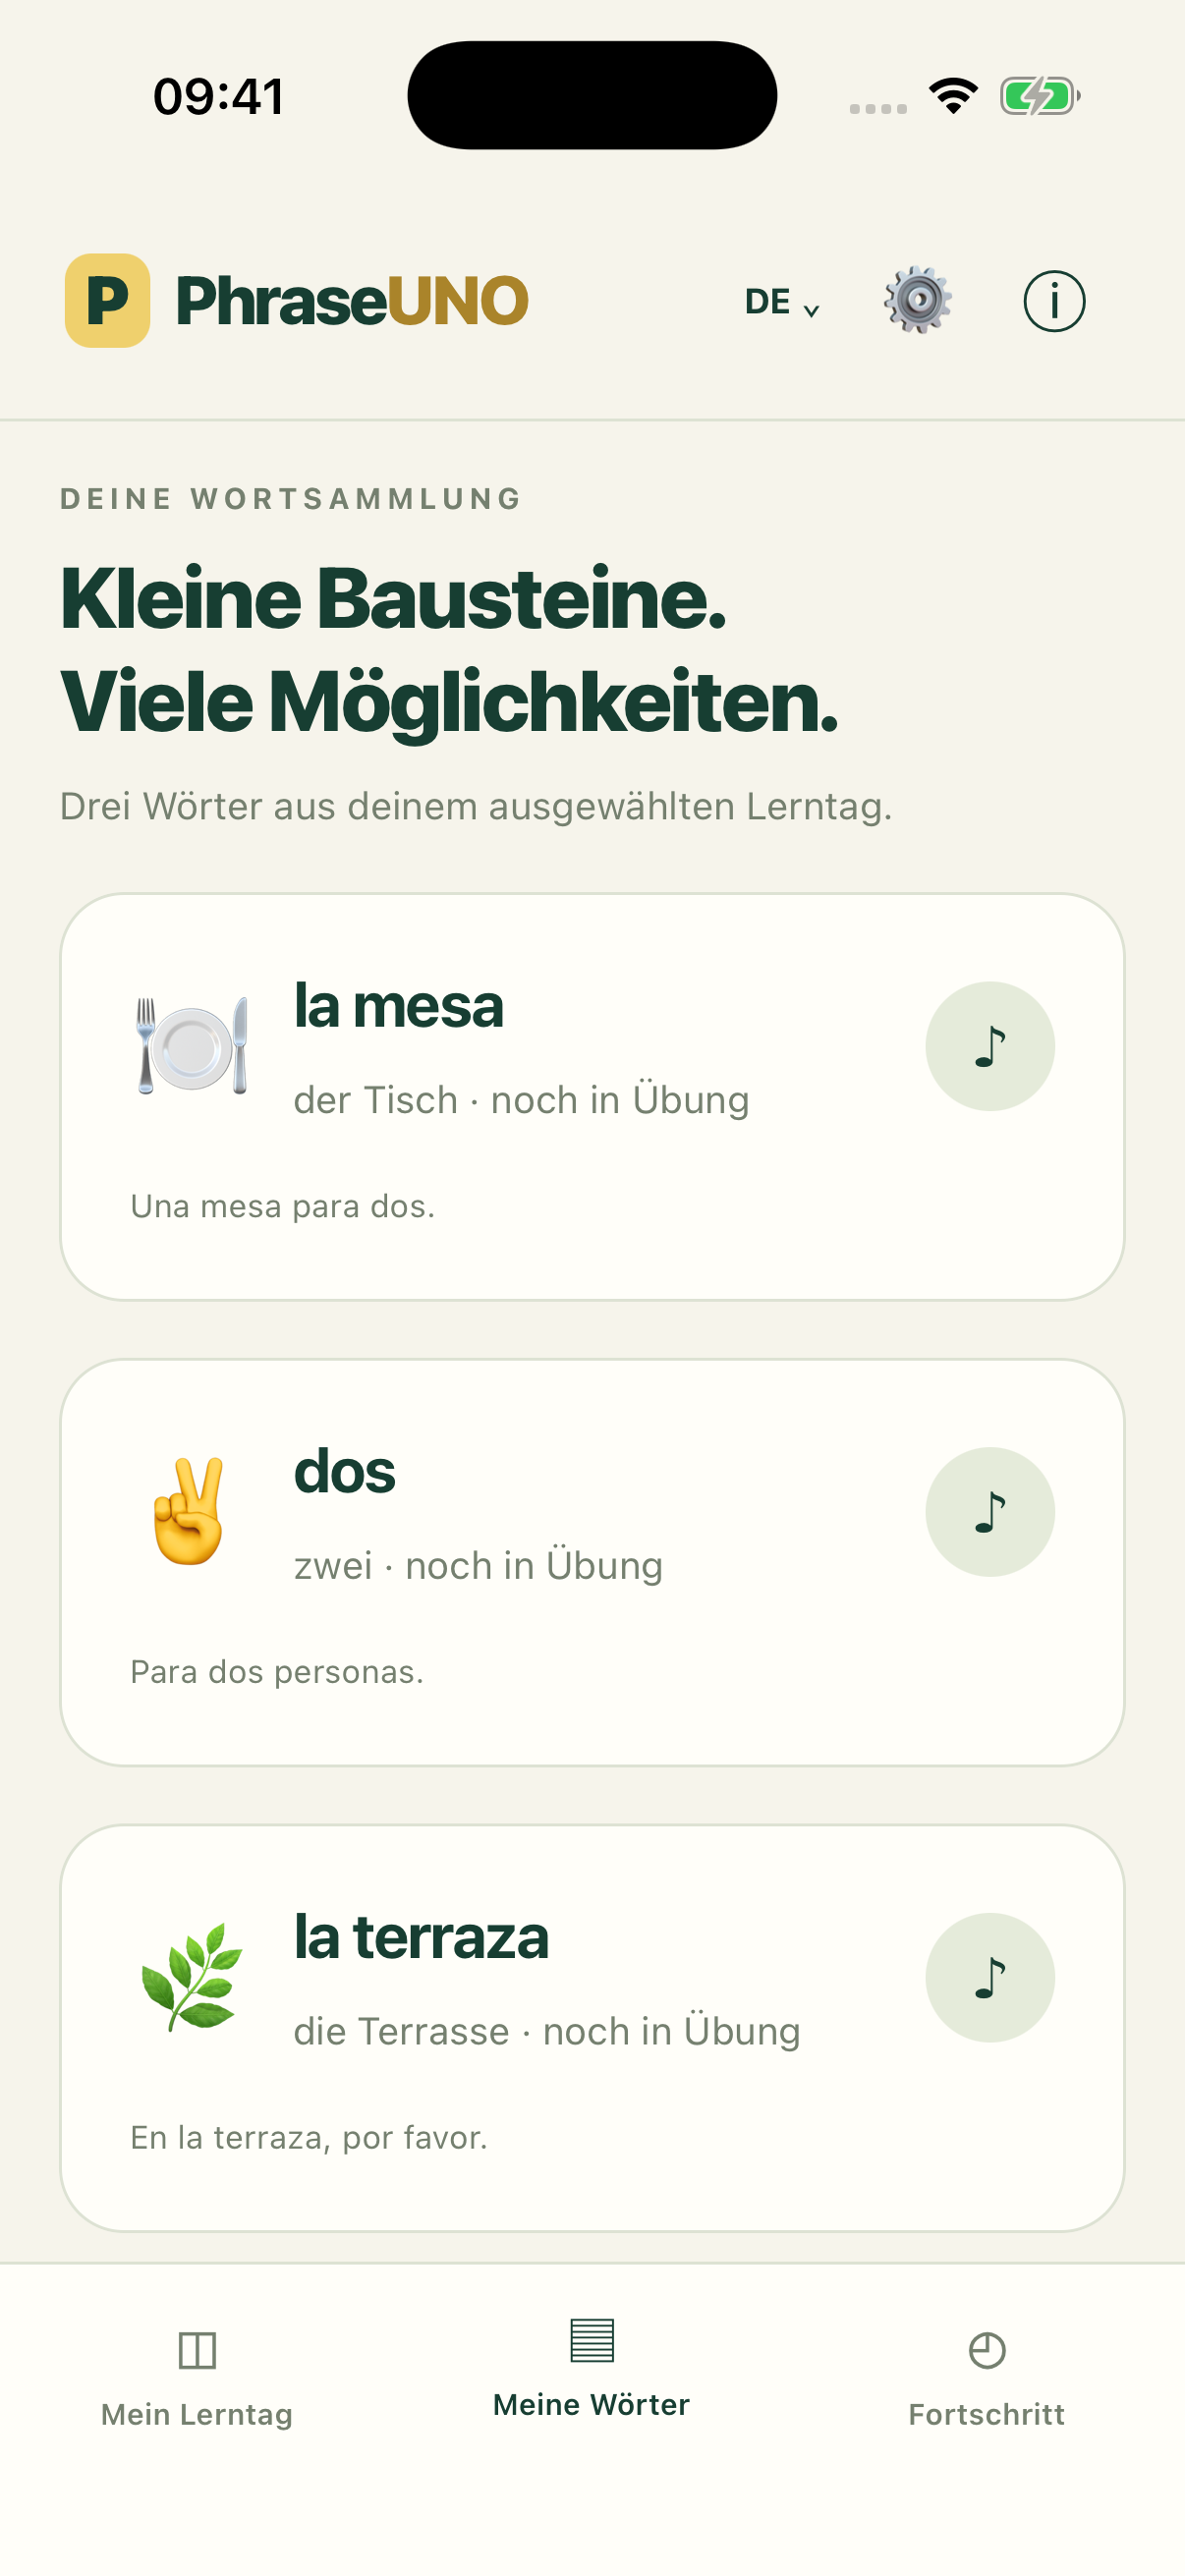 09:41
P PhraseUNO DE
DEINE WORTSAMMLUNG
Kleine Bausteine.
Viele Möglichkeiten.
Drei Wörter aus deinem ausgewählten Lerntag.
la mesa
der Tisch · noch in Übung
Una mesa para dos.
dos
zwei · noch in Übung
Para dos personas.
la terraza
die Terrasse · noch in Übung
En la terraza, por favor.
Mein Lerntag Meine Wörter Fortschritt